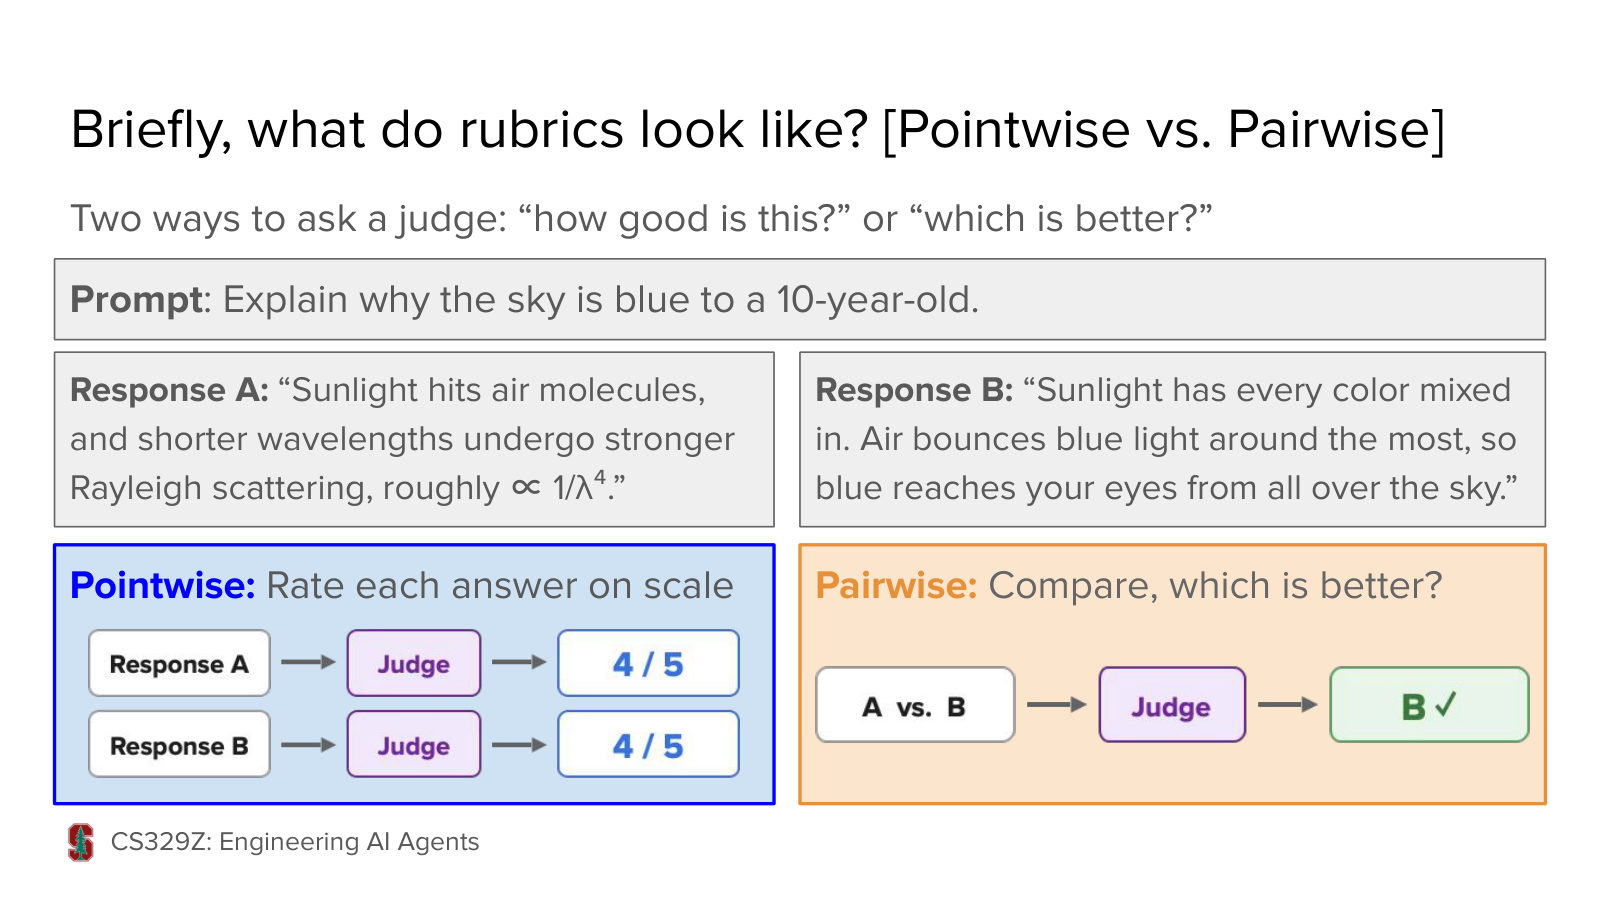 Briefly, what do rubrics look like? [Pointwise vs. Pairwise]
Two ways to ask a judge: “how good is this?” or “which is better?”
Prompt: Explain why the sky is blue to a 10-year-old.
Response A: “Sunlight hits air molecules,
and shorter wavelengths undergo stronger
Rayleigh scattering, roughly ∝ 1/λ⁴.”
Response B: “Sunlight has every color mixed
in. Air bounces blue light around the most, so
blue reaches your eyes from all over the sky.”
Pointwise: Rate each answer on scale
Response A Judge 4 / 5
Response B Judge 4 / 5
Pairwise: Compare, which is better?
A vs. B Judge B ✓
CS329Z: Engineering AI Agents